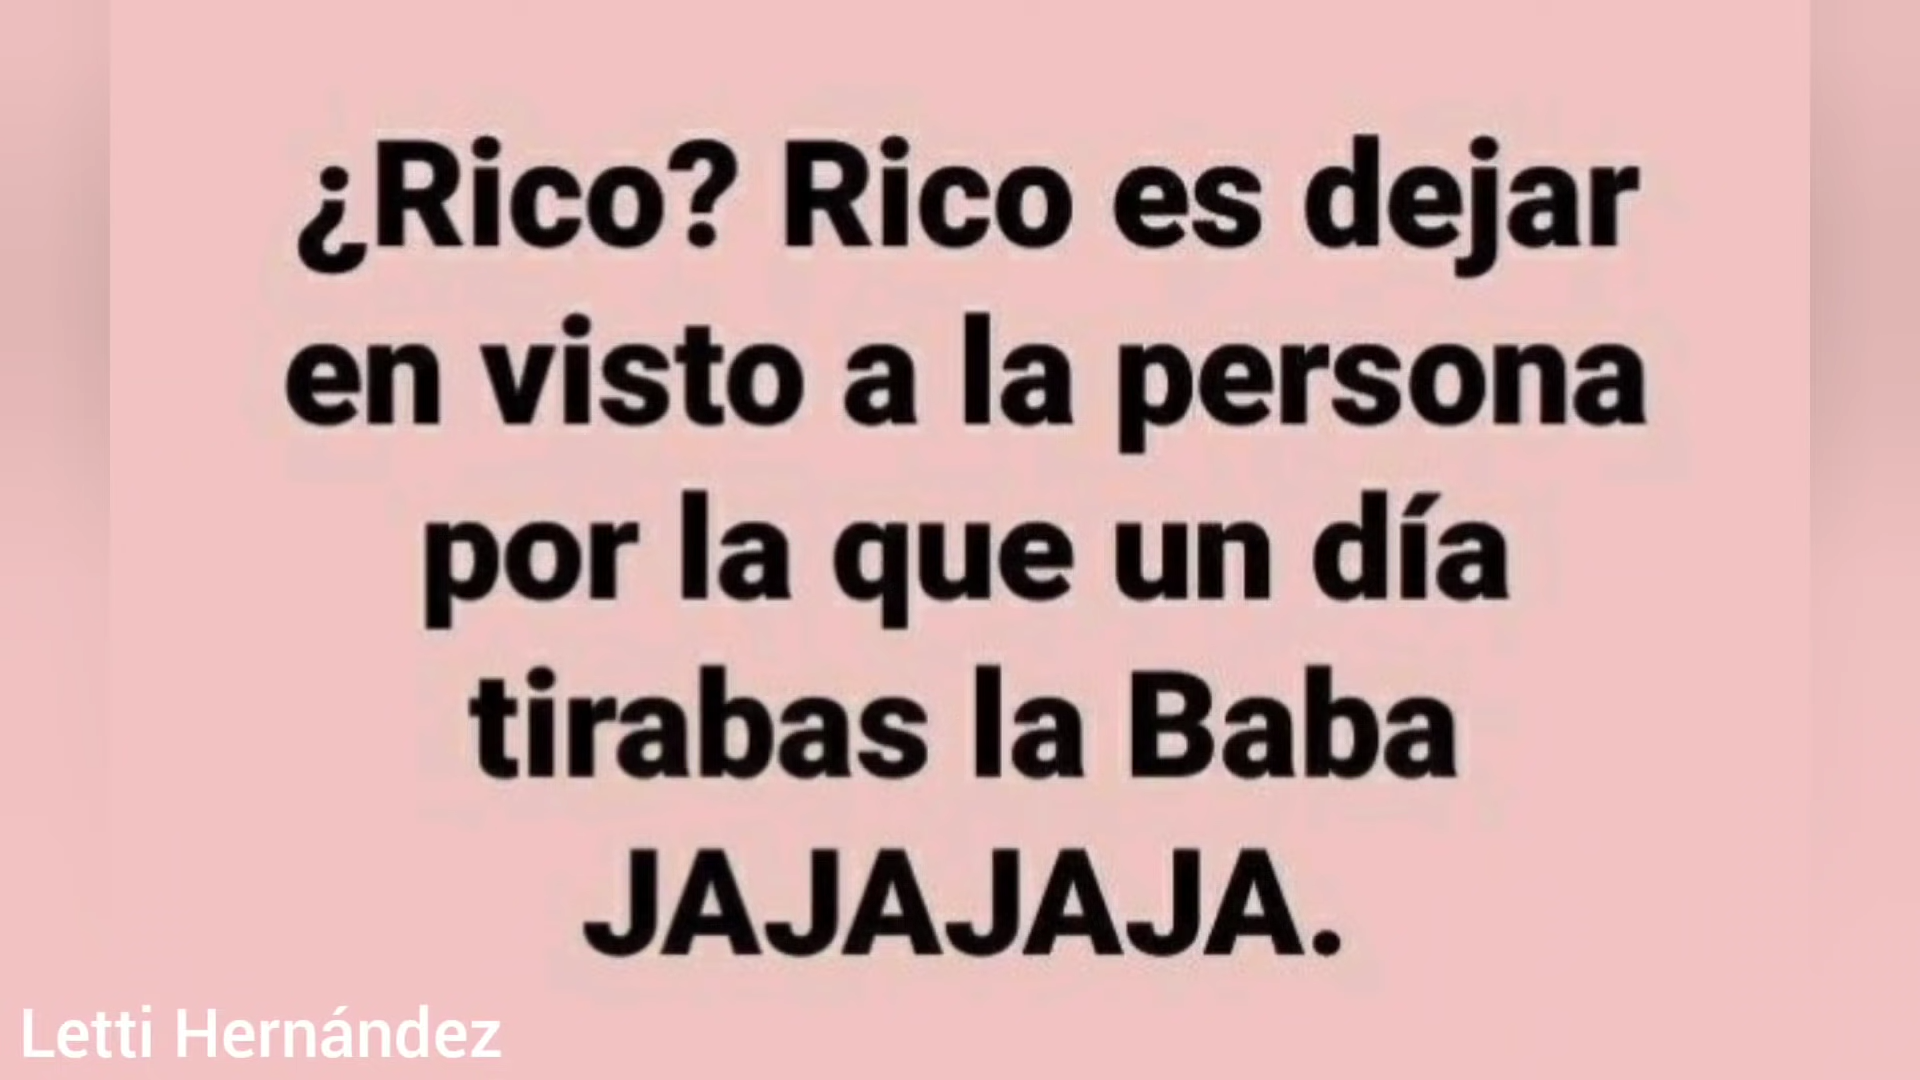 ¿Rico? Rico es dejar
en visto a la persona
por la que un día
tirabas la Baba
JAJAJAJA.
Letti Hernández